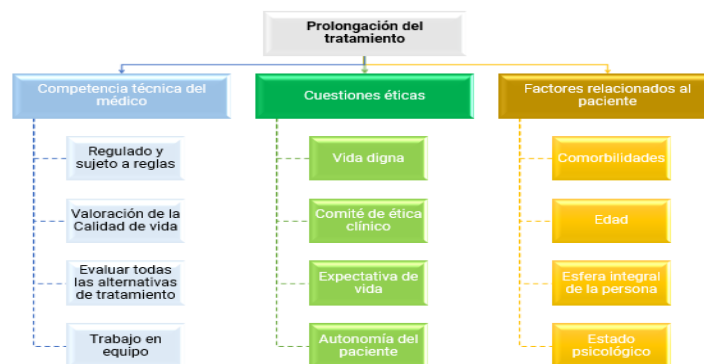 Prolongación del
tratamiento
Competencia técnica del
médico
Regulado y
sujeto a reglas
Valoración de la
Calidad de vida
Evaluar todas
las alternativas
de tratamiento
Trabajo en
equipo
Cuestiones éticas
Vida digna
Comité de ética
clínico
Expectativa de
vida
Autonomía del
paciente
Factores relacionados al
paciente
Comorbilidades
Edad
Esfera integral
de la persona
Estado
psicológico